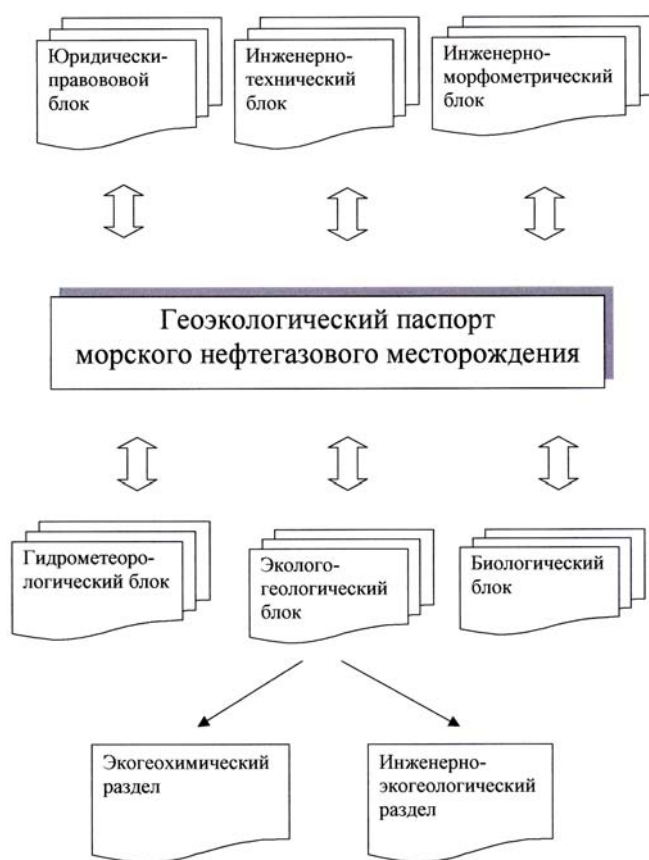 Юридически-
правововой
блок
Инженерно-
технический
блок
Инженерно-
морфометрический
блок
Геоэкологический паспорт
морского нефтегазового месторождения
Гидрометеоро-
логический блок
Эколого-
геологический
блок
Биологический
блок
Экогеохимический
раздел
Инженерно-
экогеологический
раздел